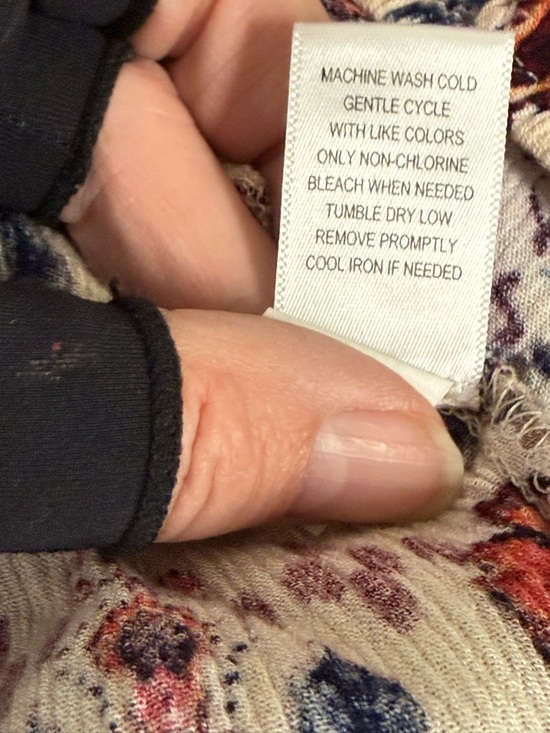 MACHINE WASH COLD
GENTLE CYCLE
WITH LIKE COLORS
ONLY NON-CHLORINE
BLEACH WHEN NEEDED
TUMBLE DRY LOW
REMOVE PROMPTLY
COOL IRON IF NEEDED